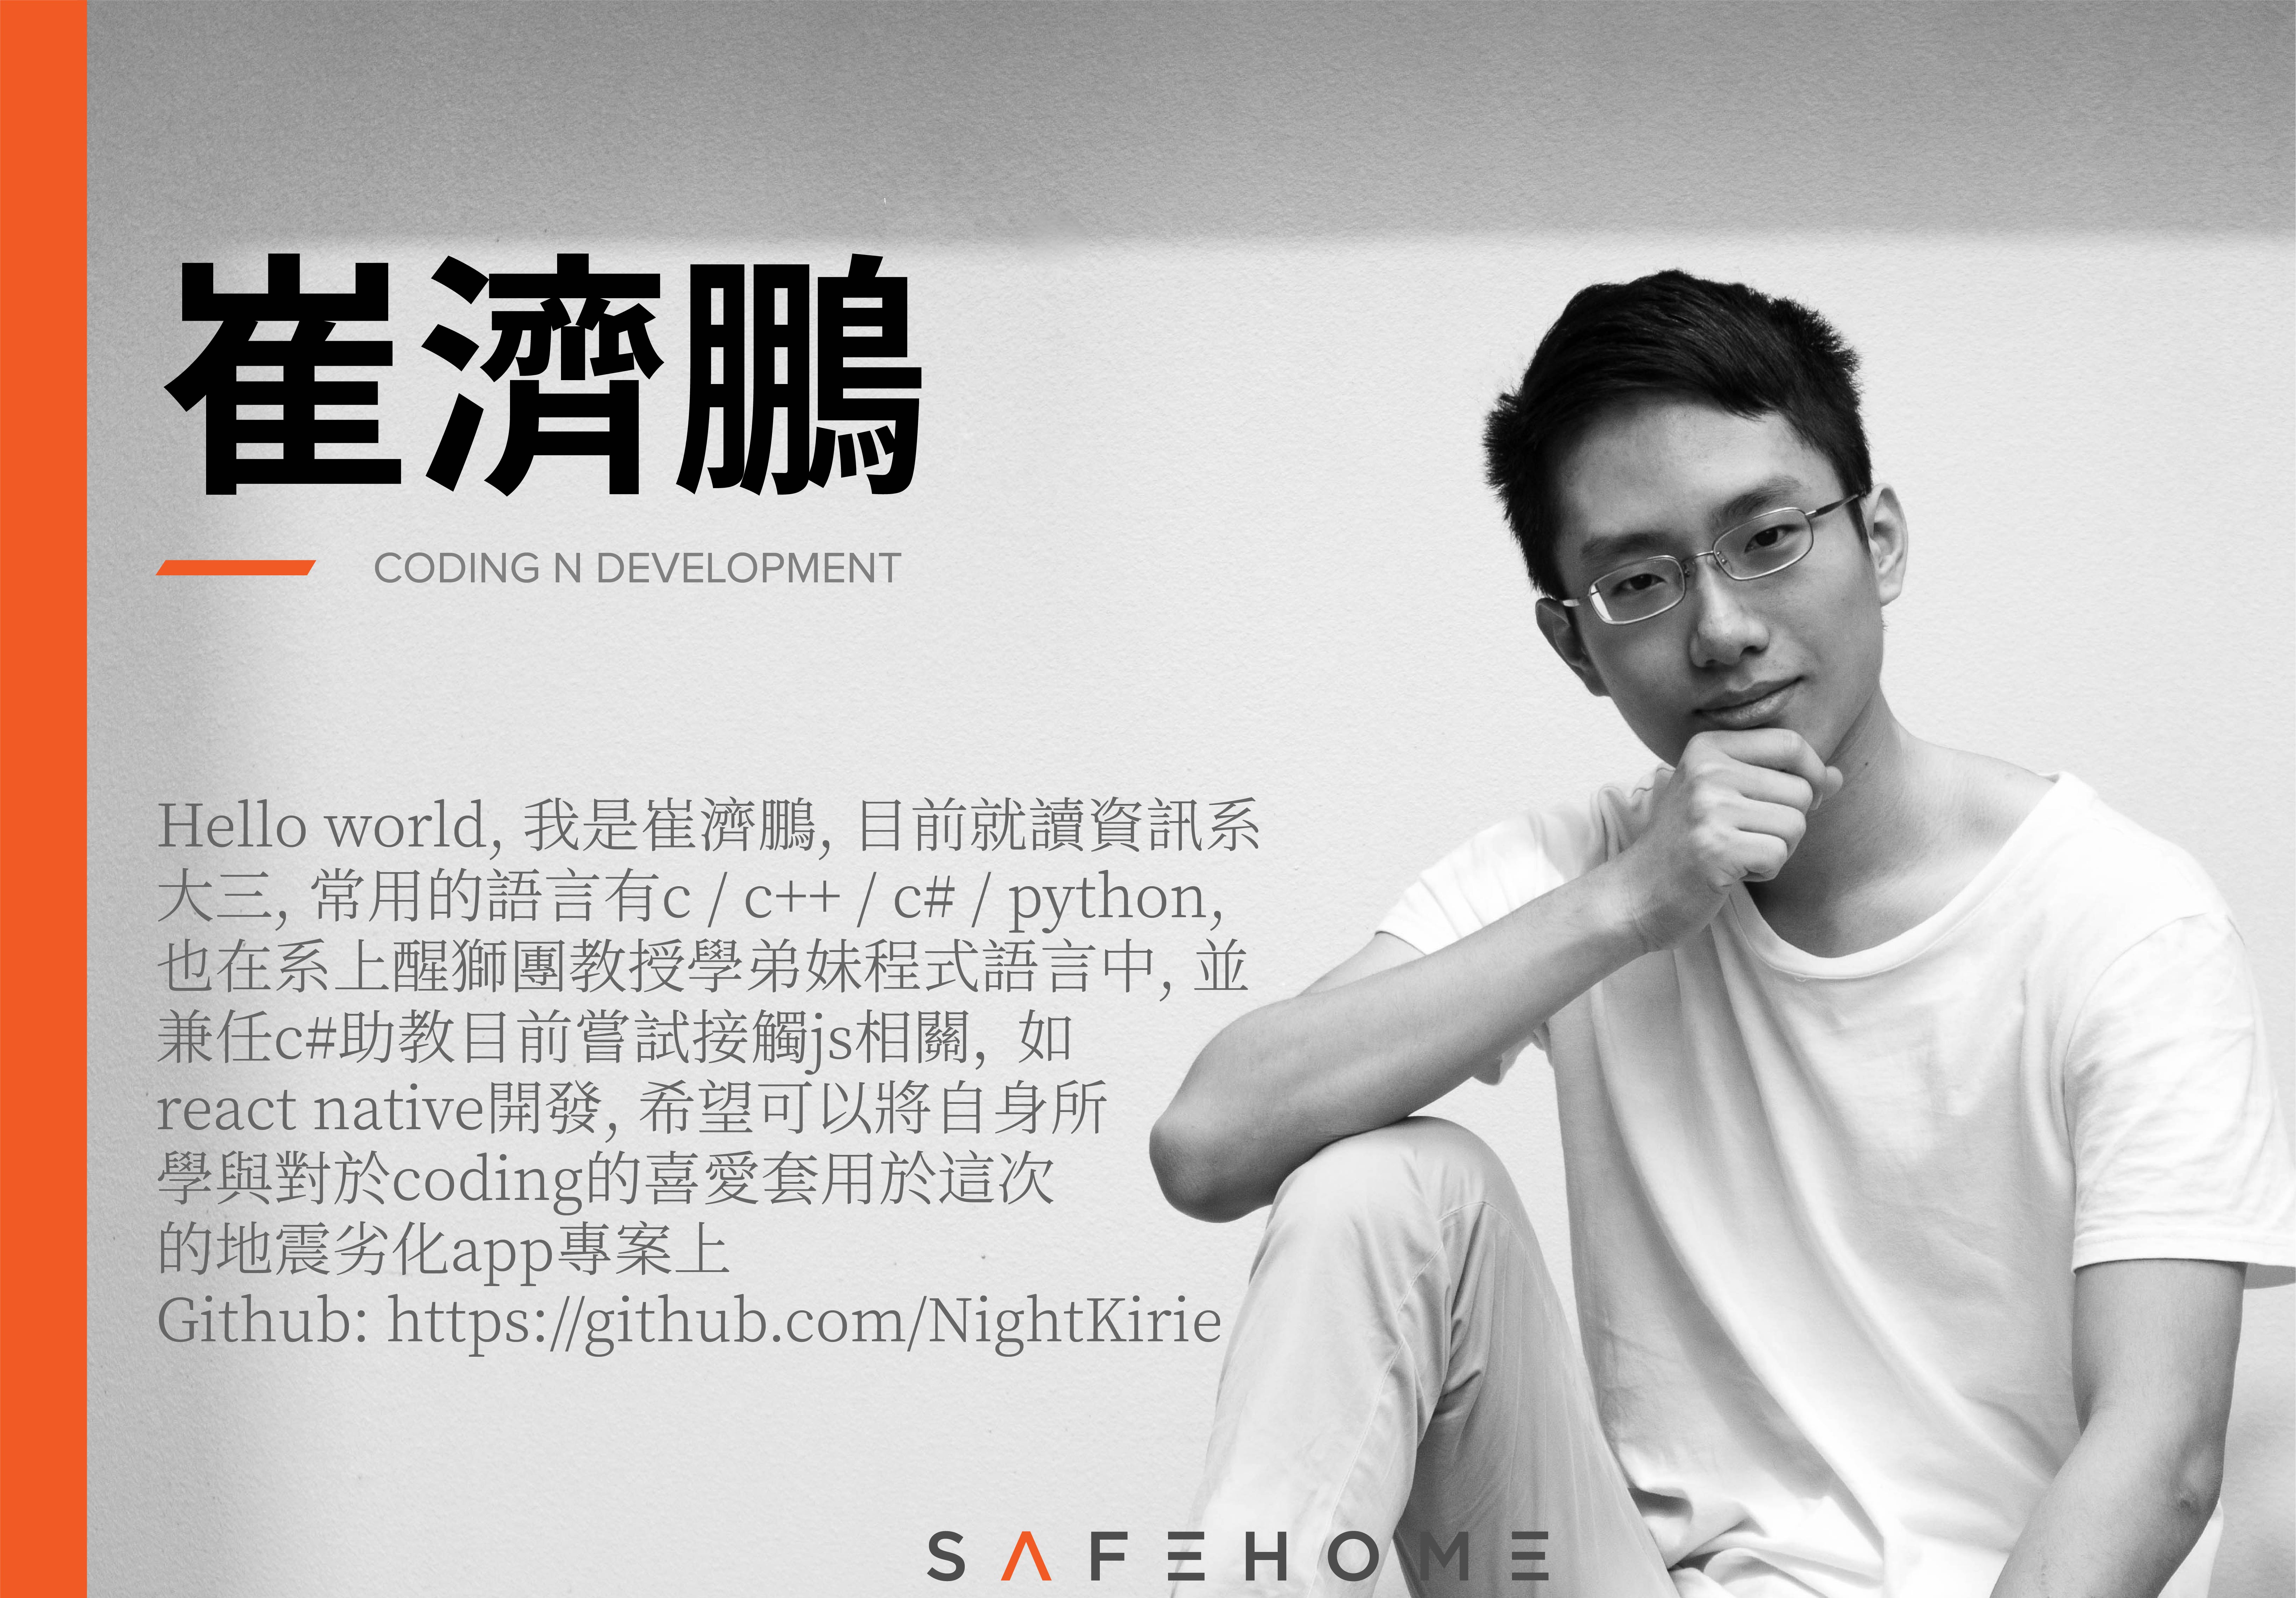 崔濟鵬
CODING N DEVELOPMENT
Hello world, 我是崔濟鵬, 目前就讀資訊系
大三, 常用的語言有c / c++ / c# / python,
也在系上醒獅團教授學弟妹程式語言中, 並
兼任c#助教目前嘗試接觸js相關, 如
react native開發, 希望可以將自身所
學與對於coding的喜愛套用於這次
的地震劣化app專案上
Github: https://github.com/NightKirie
SAFEHOME